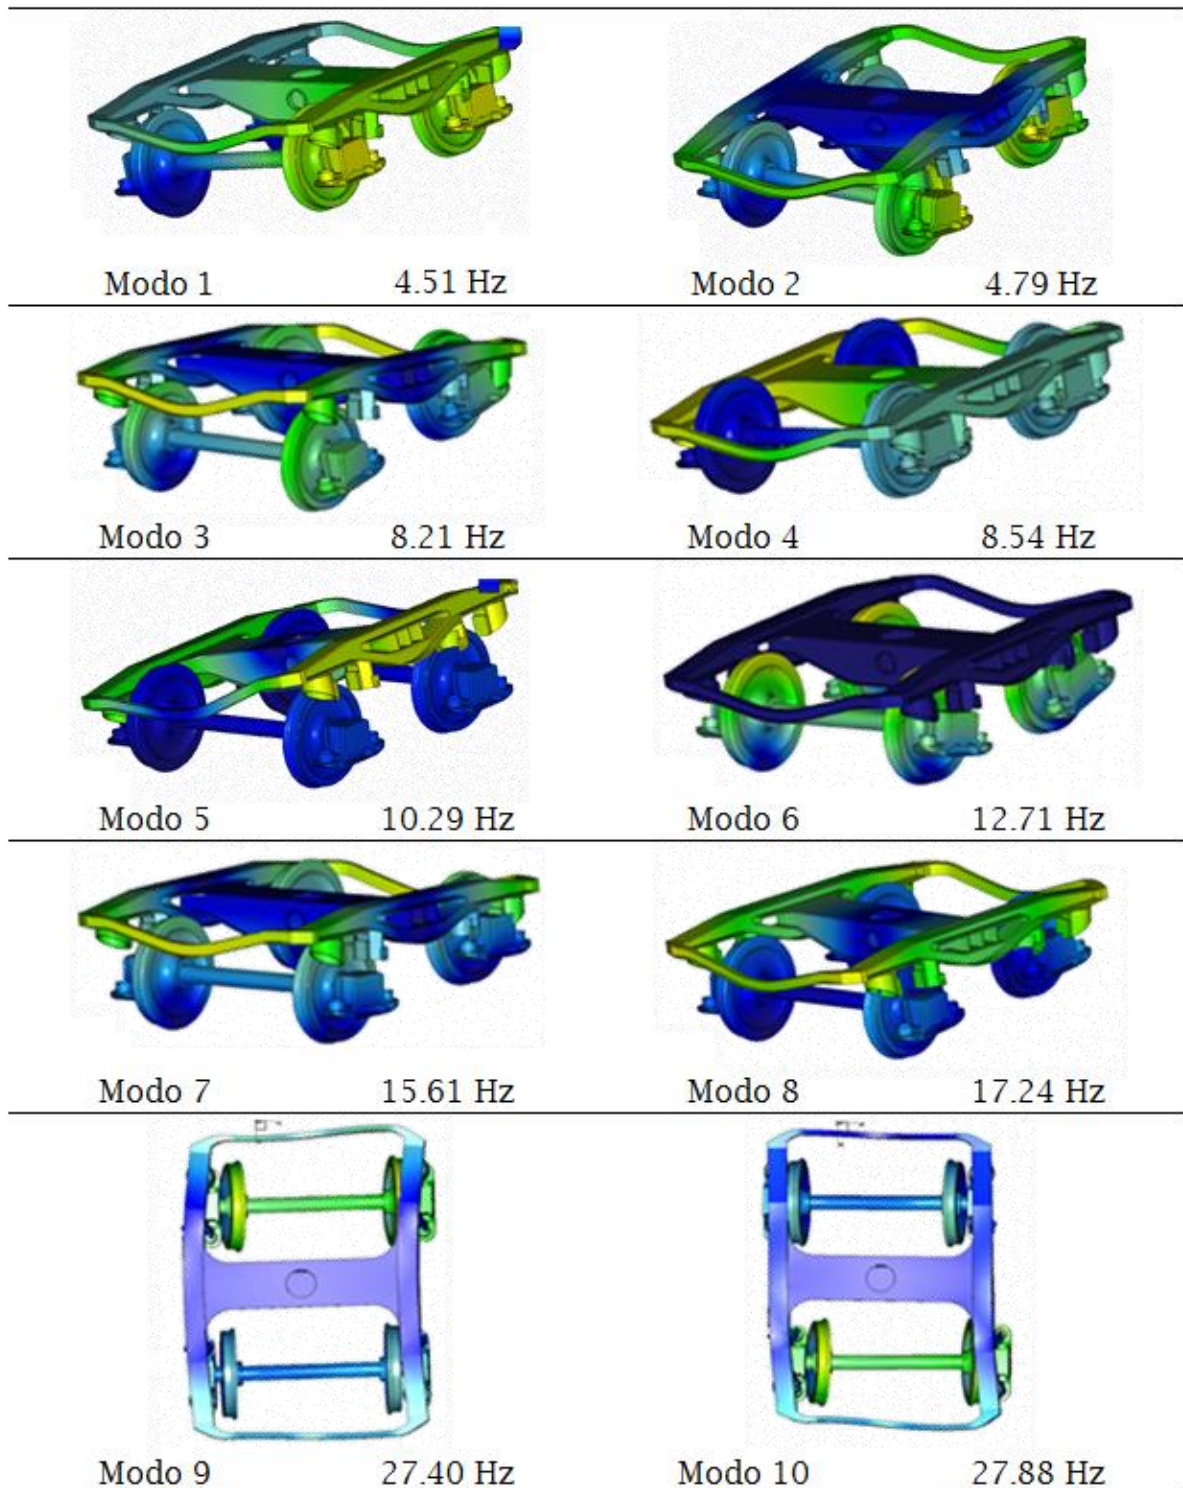 Modo 1 4.51 Hz
Modo 2 4.79 Hz
Modo 3 8.21 Hz
Modo 4 8.54 Hz
Modo 5 10.29 Hz
Modo 6 12.71 Hz
Modo 7 15.61 Hz
Modo 8 17.24 Hz
Modo 9 27.40 Hz
Modo 10 27.88 Hz